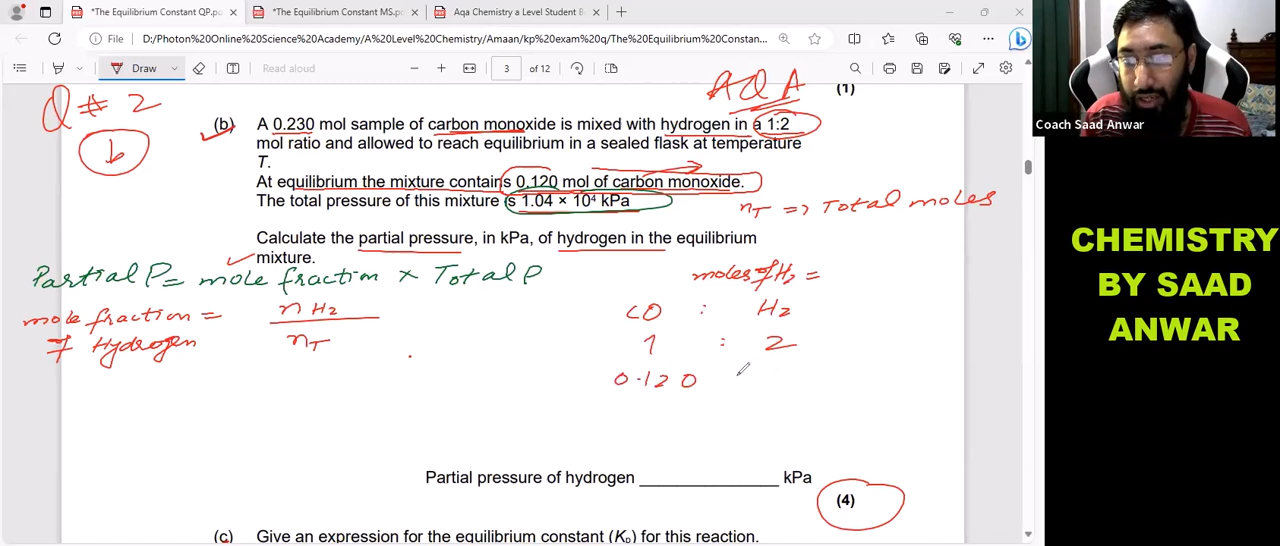 *The Equilibrium Constant QP.pd
*The Equilibrium Constant MS.pd
Aqa Chemistry a Level Student B
File
D:/Photon%20Online%20Science%20Academy/A%20Level%20Chemistry/Amaan/kp%20exam%20q/The%20Equilibrium%20Constan...
Draw
Read aloud
3
of 12
Q # 2
AQA
(1)
b
(b) A 0.230 mol sample of carbon monoxide is mixed with hydrogen in a 1:2
mol ratio and allowed to reach equilibrium in a sealed flask at temperature
T.
At equilibrium the mixture contains 0.120 mol of carbon monoxide.
The total pressure of this mixture is 1.04 × 10⁴ kPa
nT => Total moles
Calculate the partial pressure, in kPa, of hydrogen in the equilibrium
mixture.
Partial P = mole fraction × Total P
moles of H2 =
mole fraction = n H2
of Hydrogen nT
CO : H2
1 : 2
0.120
Partial pressure of hydrogen _______________ kPa
(4)
(c) Give an expression for the equilibrium constant (Kp) for this reaction.
Coach Saad Anwar
CHEMISTRY
BY SAAD
ANWAR